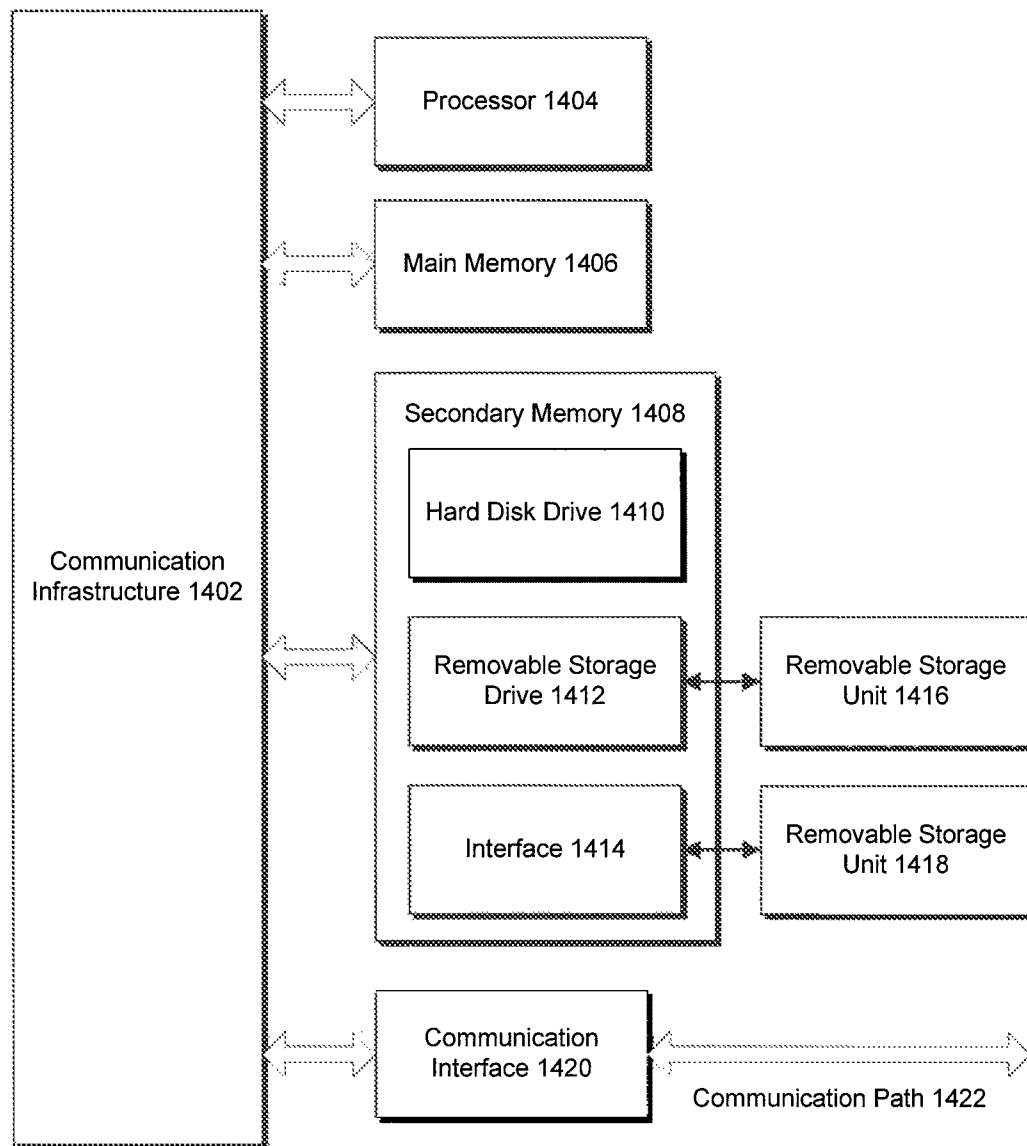 Processor 1404
Main Memory 1406
Secondary Memory 1408
Hard Disk Drive 1410
Communication
Infrastructure 1402
Removable Storage
Drive 1412
Removable Storage
Unit 1416
Interface 1414
Removable Storage
Unit 1418
Communication
Interface 1420
Communication Path 1422